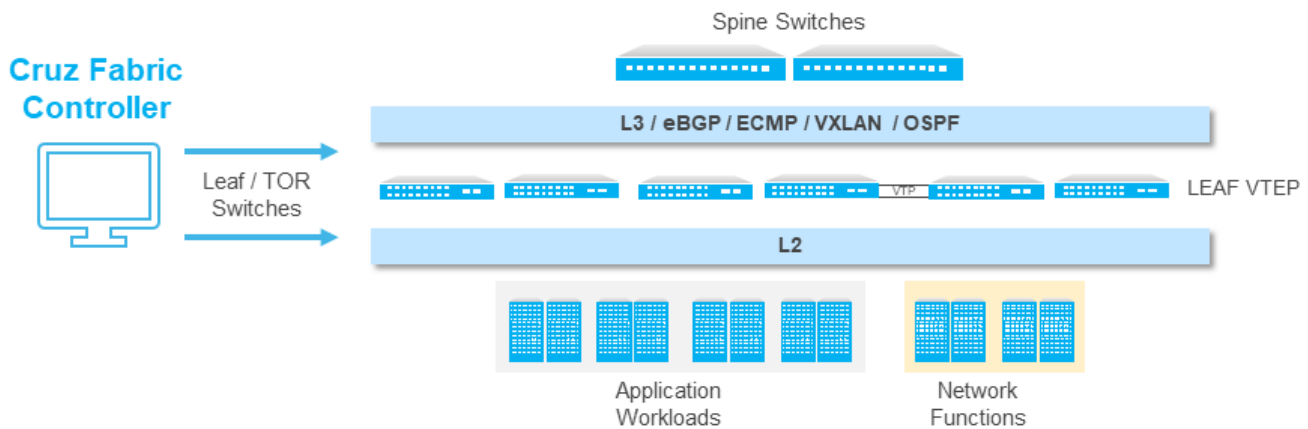 Spine Switches
Cruz Fabric
Controller
L3 / eBGP / ECMP / VXLAN / OSPF
Leaf / TOR
Switches
VTP
LEAF VTEP
L2
Application
Workloads
Network
Functions